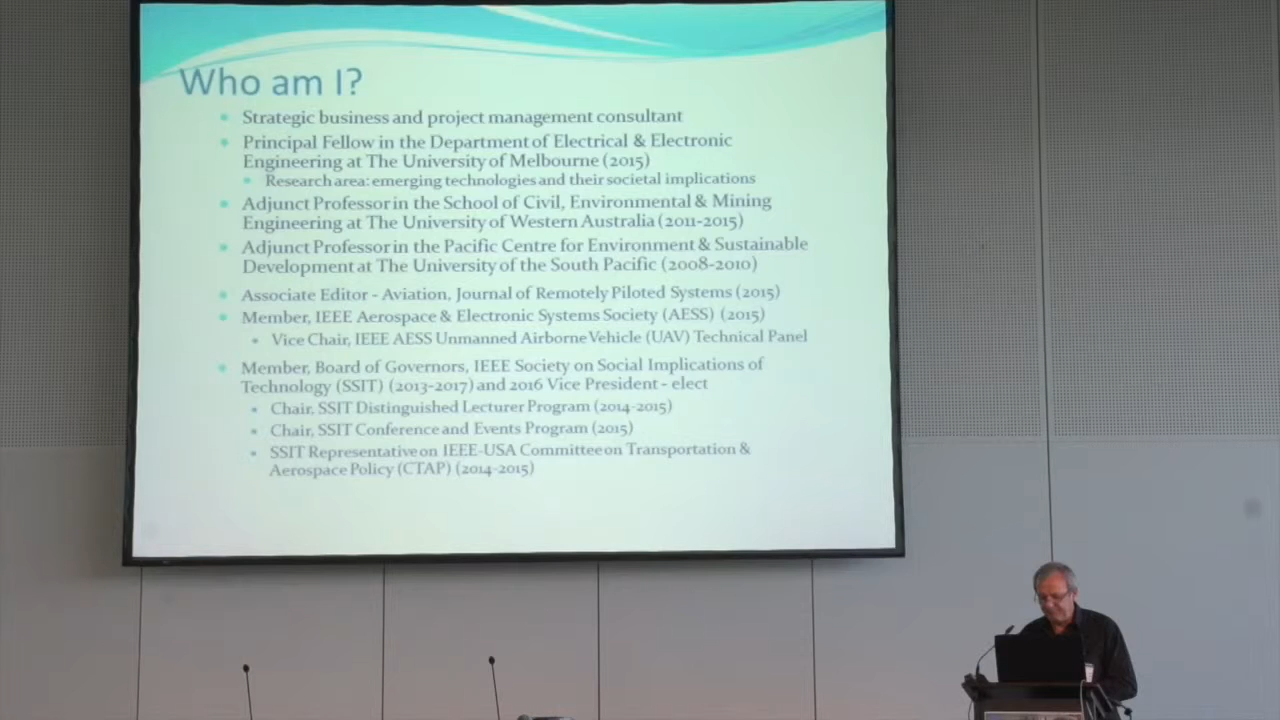 Who am I?
Strategic business and project management consultant
Principal Fellow in the Department of Electrical & Electronic
Engineering at The University of Melbourne (2015)
Research area: emerging technologies and their societal implications
Adjunct Professor in the School of Civil, Environmental & Mining
Engineering at The University of Western Australia (2011-2015)
Adjunct Professor in the Pacific Centre for Environment & Sustainable
Development at The University of the South Pacific (2008-2010)
Associate Editor - Aviation, Journal of Remotely Piloted Systems (2015)
Member, IEEE Aerospace & Electronic Systems Society (AESS) (2015)
Vice Chair, IEEE AESS Unmanned Airborne Vehicle (UAV) Technical Panel
Member, Board of Governors, IEEE Society on Social Implications of
Technology (SSIT) (2013-2017) and 2016 Vice President - elect
Chair, SSIT Distinguished Lecturer Program (2014-2015)
Chair, SSIT Conference and Events Program (2015)
SSIT Representative on IEEE-USA Committee on Transportation &
Aerospace Policy (CTAP) (2014-2015)